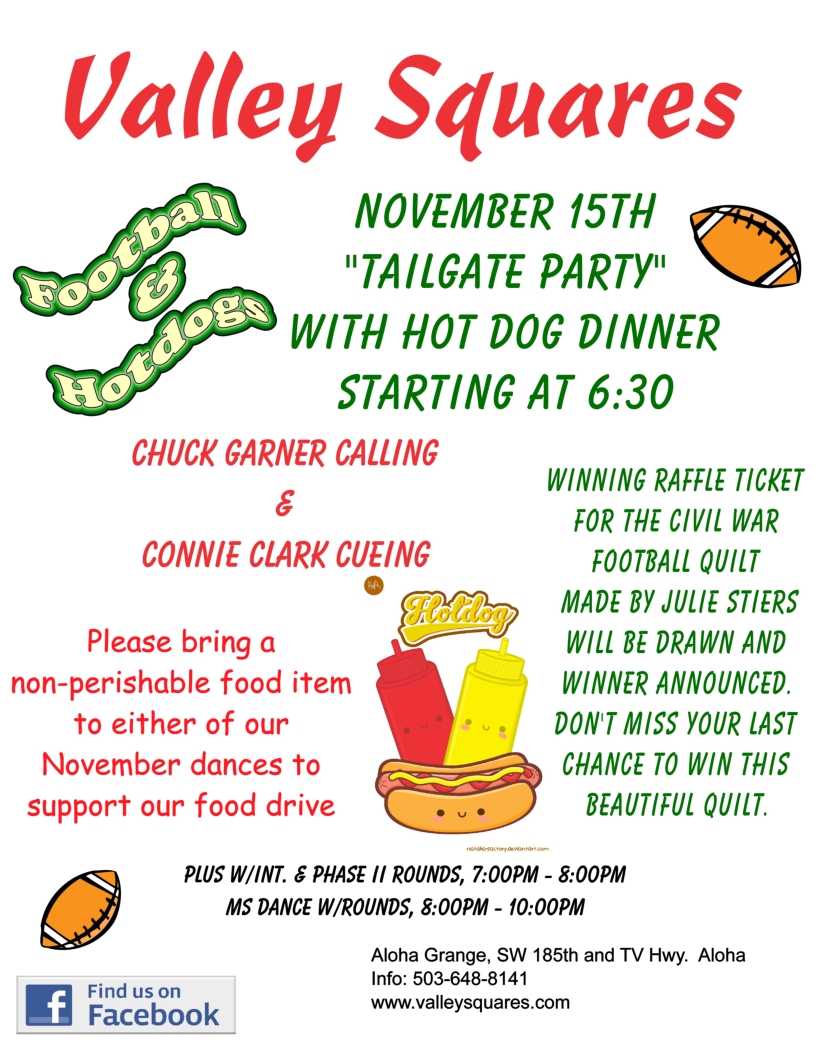 Valley Squares
Football
&
Hotdogs
NOVEMBER 15TH
"TAILGATE PARTY"
WITH HOT DOG DINNER
STARTING AT 6:30
CHUCK GARNER CALLING
&
CONNIE CLARK CUEING
WINNING RAFFLE TICKET
FOR THE CIVIL WAR
FOOTBALL QUILT
MADE BY JULIE STIERS
WILL BE DRAWN AND
WINNER ANNOUNCED.
DON'T MISS YOUR LAST
CHANCE TO WIN THIS
BEAUTIFUL QUILT.
Hotdog
Please bring a
non-perishable food item
to either of our
November dances to
support our food drive
PLUS W/INT. & PHASE II ROUNDS, 7:00PM - 8:00PM
MS DANCE W/ROUNDS, 8:00PM - 10:00PM
Aloha Grange, SW 185th and TV Hwy.  Aloha
Info: 503-648-8141
www.valleysquares.com
f
Find us on
Facebook